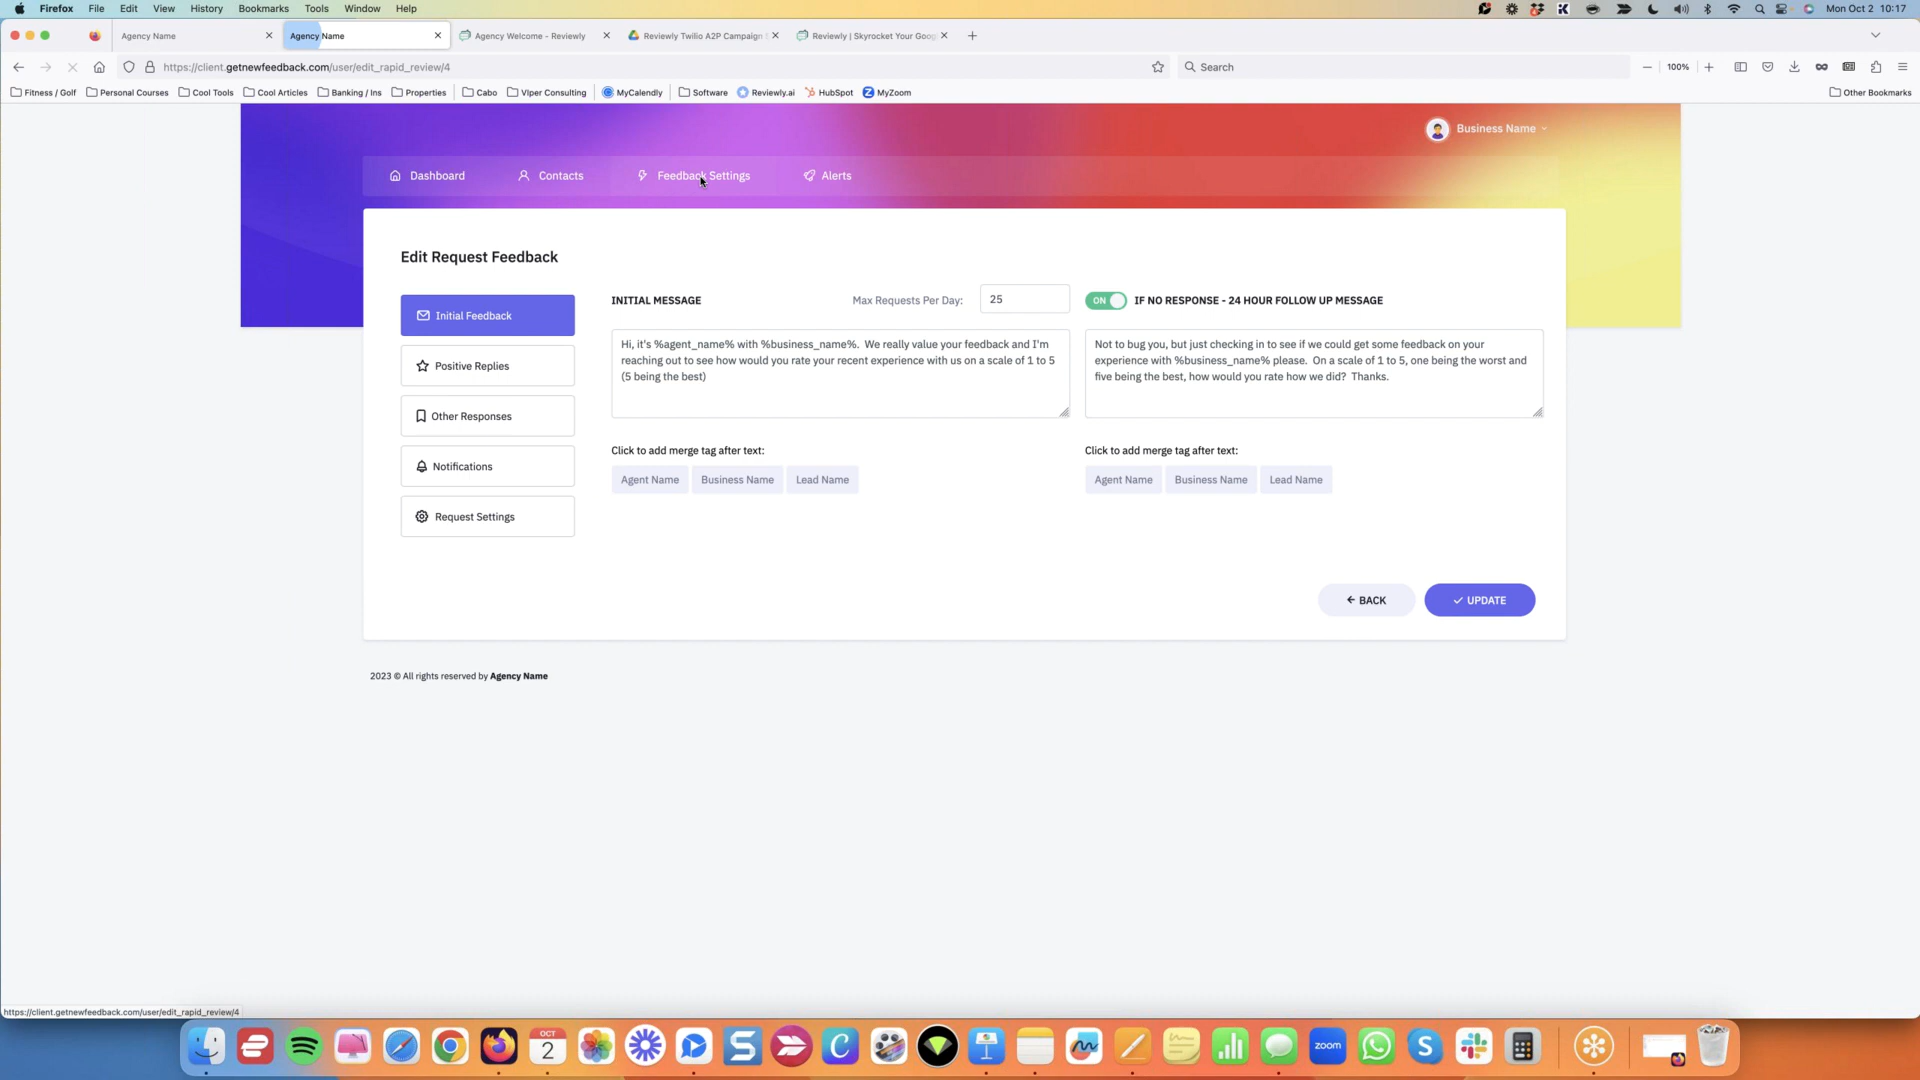 Firefox File Edit View History Bookmarks Tools Window Help Mon Oct 2 10:17
Agency Name Agency Name Agency Welcome - Reviewly Reviewly Twilio A2P Campaign Reviewly | Skyrocket Your Goog
https://client.getnewfeedback.com/user/edit_rapid_review/4 Search 100%
Fitness / Golf Personal Courses Cool Tools Cool Articles Banking / Ins Properties Cabo VIper Consulting MyCalendly Software Reviewly.ai HubSpot MyZoom Other Bookmarks
Business Name
Dashboard Contacts Feedback Settings Alerts
Edit Request Feedback
Initial Feedback
Positive Replies
Other Responses
Notifications
Request Settings
INITIAL MESSAGE Max Requests Per Day: 25
Hi, it's %agent_name% with %business_name%. We really value your feedback and I'm
reaching out to see how would you rate your recent experience with us on a scale of 1 to 5
(5 being the best)
Click to add merge tag after text:
Agent Name Business Name Lead Name
ON IF NO RESPONSE - 24 HOUR FOLLOW UP MESSAGE
Not to bug you, but just checking in to see if we could get some feedback on your
experience with %business_name% please. On a scale of 1 to 5, one being the worst and
five being the best, how would you rate how we did? Thanks.
Click to add merge tag after text:
Agent Name Business Name Lead Name
BACK UPDATE
2023 © All rights reserved by Agency Name
https://client.getnewfeedback.com/user/edit_rapid_review/4
OCT
2
zoom